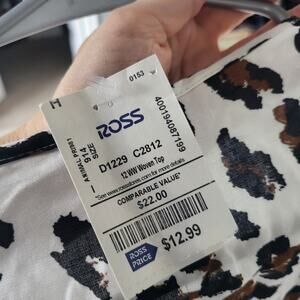 H
0153
ROSS
400194087199
D1229 C2812
SIZE
ANIMAL PRINT
12 WW Woven Top
*See www.rossstores.com for more details
COMPARABLE VALUE*
$22.00
ROSS
PRICE
$12.99